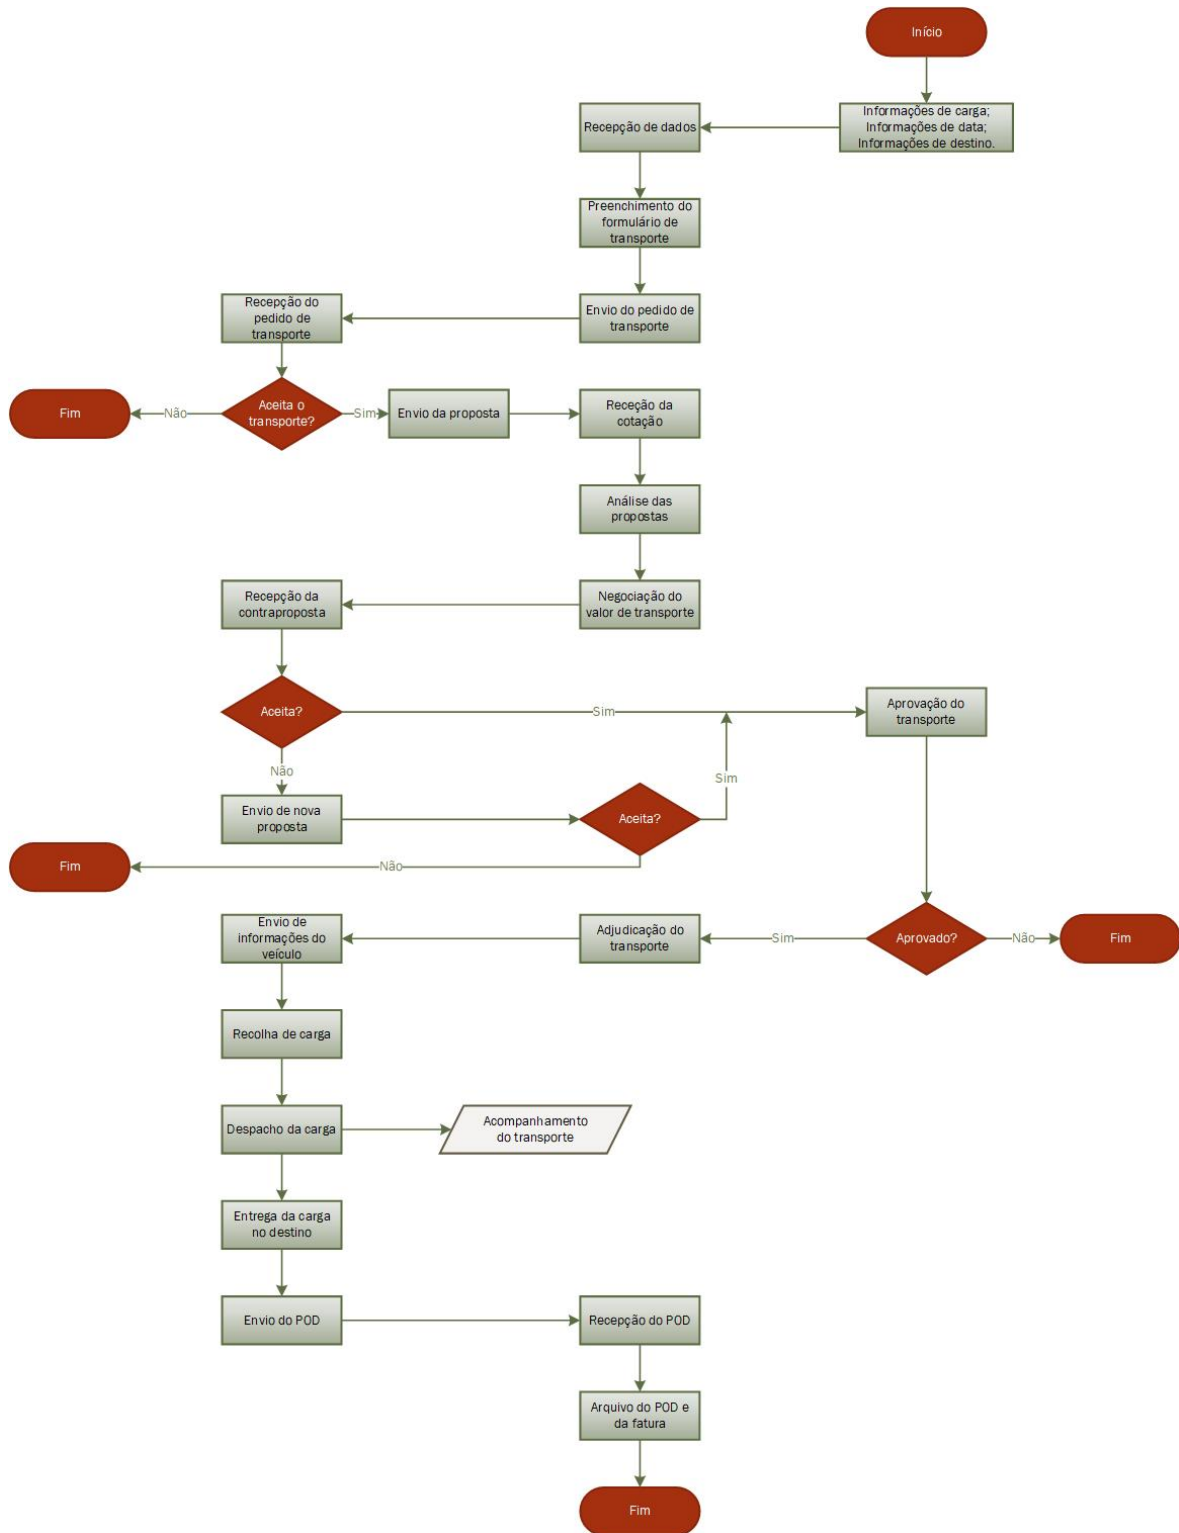 Início
Informações de carga;
Informações de data;
Informações de destino.
Recepção de dados
Preenchimento do
formulário de
transporte
Envio do pedido de
transporte
Recepção do
pedido de
transporte
Aceita o
transporte?
Não
Fim
Sim
Envio da proposta
Receção da
cotação
Análise das
propostas
Negociação do
valor de transporte
Recepção da
contraproposta
Aceita?
Sim
Aprovação do
transporte
Não
Envio de nova
proposta
Aceita?
Sim
Não
Fim
Aprovado?
Não
Fim
Sim
Adjudicação do
transporte
Envio de
informações do
veículo
Recolha de carga
Despacho da carga
Acompanhamento
do transporte
Entrega da carga
no destino
Envio do POD
Recepção do POD
Arquivo do POD e
da fatura
Fim